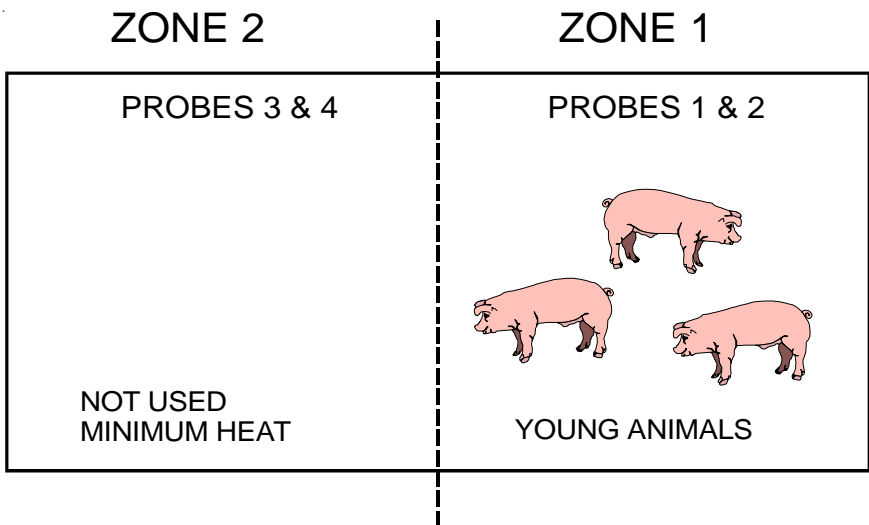 ZONE 2
ZONE 1
PROBES 3 & 4
PROBES 1 & 2
NOT USED
MINIMUM HEAT
YOUNG ANIMALS